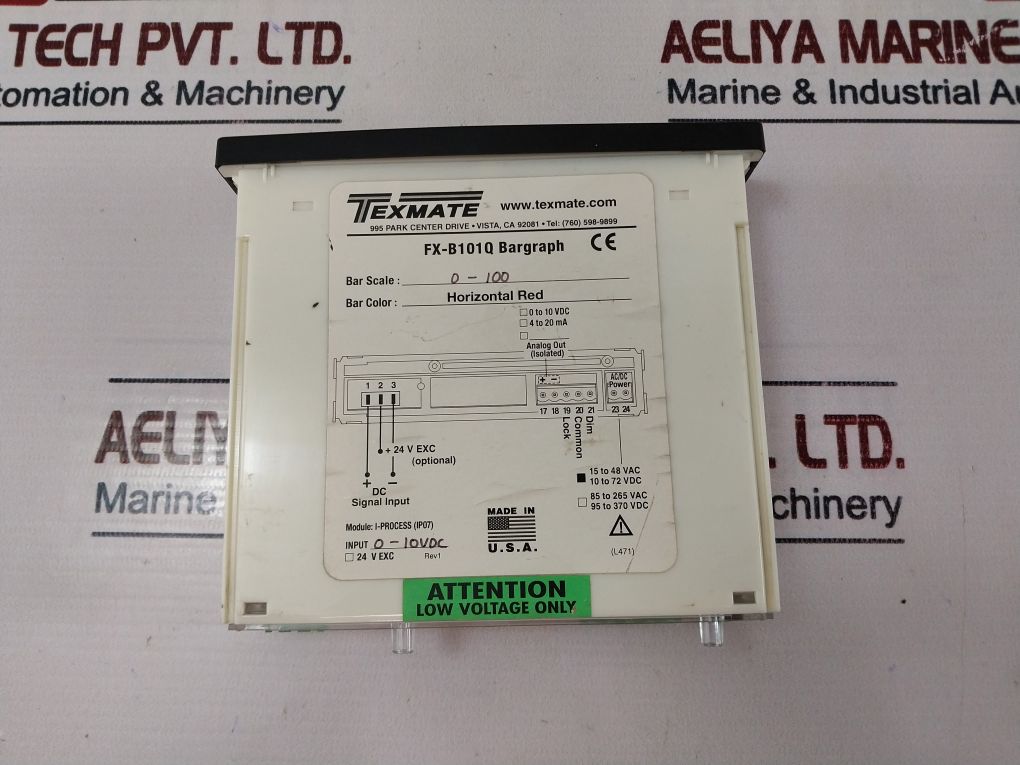 TECH PVT. LTD.
tomation & Machinery
AELIYA MARINE
Marine & Industrial Au
TEXMATE www.texmate.com
995 PARK CENTER DRIVE • VISTA, CA 92081 • Tel: (760) 598-9899
FX-B101Q Bargraph CE
Bar Scale : 0 - 100
Bar Color : Horizontal Red
0 to 10 VDC
4 to 20 mA
Analog Out
(Isolated)
+ −
AC/DC
Power
1 2 3
17 18 19 20 21 23 24
Lock
Common
Dim
+ 24 V EXC
(optional)
+ −
DC
Signal Input
15 to 48 VAC
10 to 72 VDC
85 to 265 VAC
95 to 370 VDC
Module: I-PROCESS (IP07)
INPUT 0 - 10VDC
24 V EXC Rev1
MADE IN
U.S.A.
(L471)
ATTENTION
LOW VOLTAGE ONLY
AELIY
Marine
LTD.
chinery